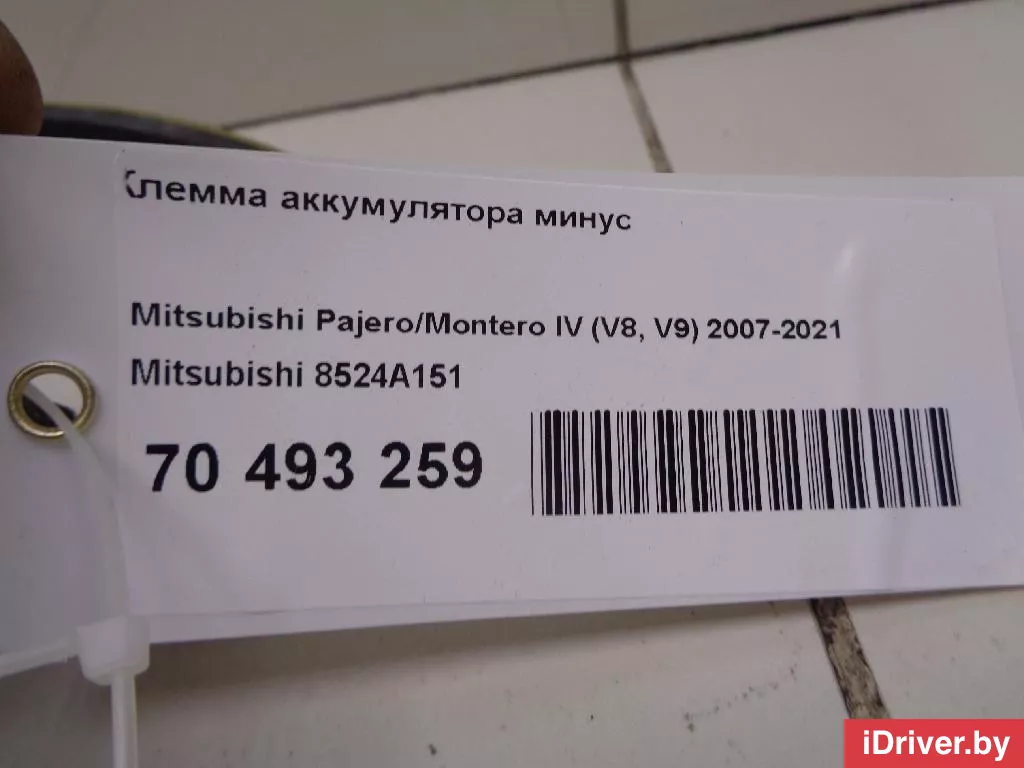 Клемма аккумулятора минус
Mitsubishi Pajero/Montero IV (V8, V9) 2007-2021
Mitsubishi 8524A151
70 493 259
iDriver.by